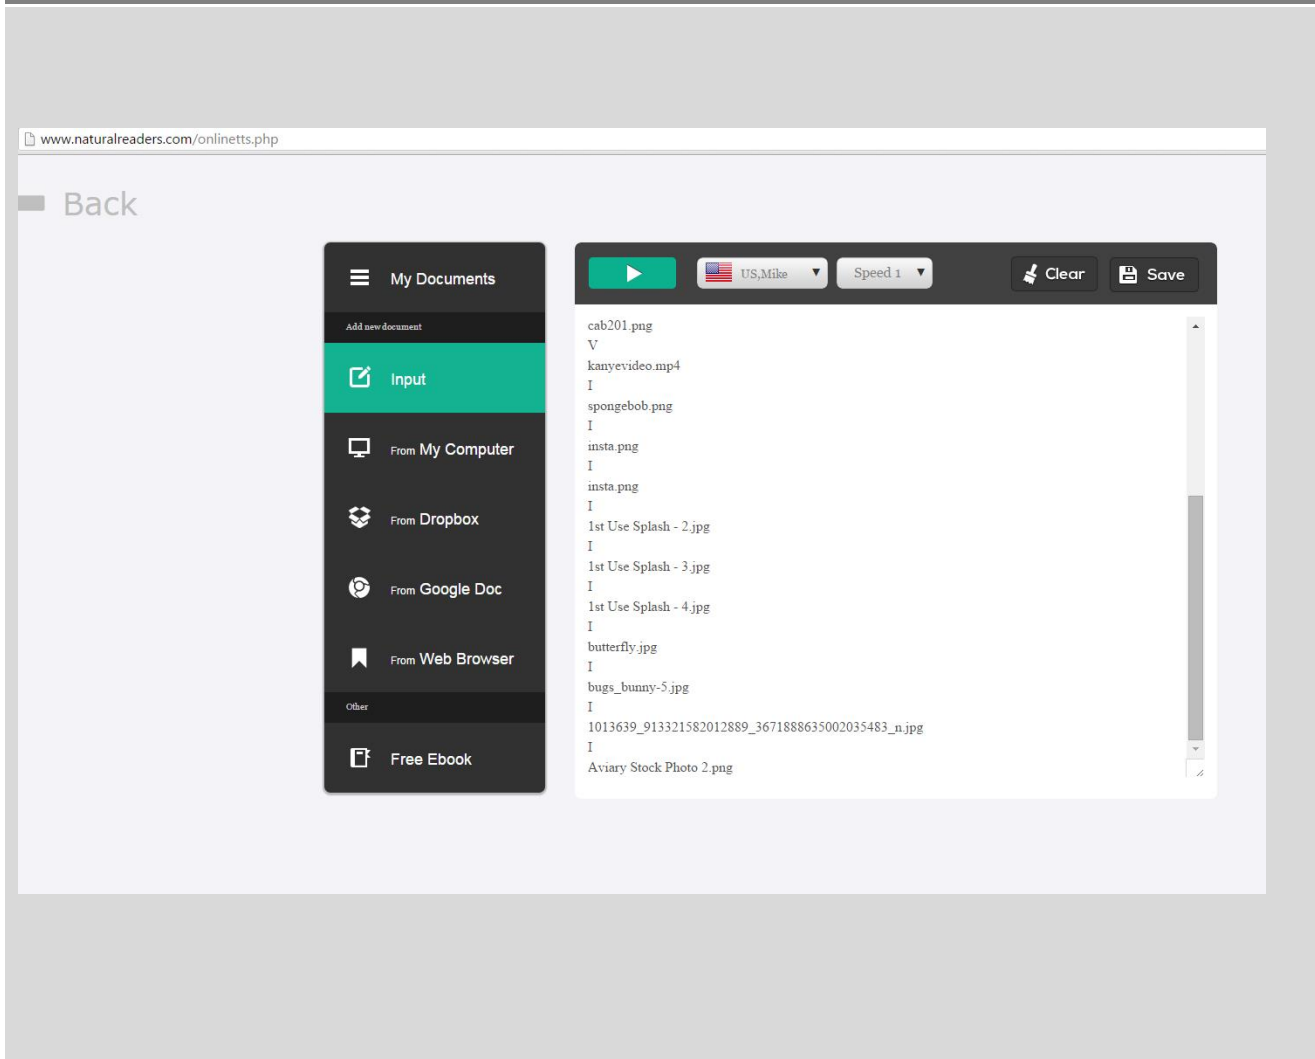 www.naturalreaders.com/onlinetts.php
Back
My Documents
Add new document
Input
From My Computer
From Dropbox
From Google Doc
From Web Browser
Other
Free Ebook
US,Mike
Speed 1
Clear
Save
cab201.png
V
kanyevideo.mp4
I
spongebob.png
I
insta.png
I
insta.png
I
1st Use Splash - 2.jpg
I
1st Use Splash - 3.jpg
I
1st Use Splash - 4.jpg
I
butterfly.jpg
I
bugs_bunny-5.jpg
I
1013639_913321582012889_3671888635002035483_n.jpg
I
Aviary Stock Photo 2.png